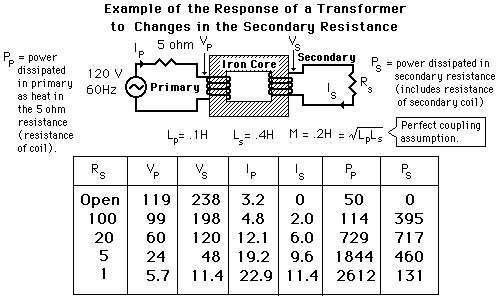 Example of the Response of a Transformer
to Changes in the Secondary Resistance
P_P = power
dissipated
in primary
as heat in
the 5 ohm
resistance
(resistance
of coil).
120 V
60Hz
I_P
5 ohm
V_P
V_S
Iron Core
Primary
Secondary
I_S
R_s
P_S = power dissipated in
secondary resistance
(includes resistance
of secondary coil)
L_p= .1H L_s= .4H M = .2H = √L_pL_s
Perfect coupling
assumption.
R_S V_P V_S I_P I_S P_P P_S
Open 119 238 3.2 0 50 0
100 99 198 4.8 2.0 114 395
20 60 120 12.1 6.0 729 717
5 24 48 19.2 9.6 1844 460
1 5.7 11.4 22.9 11.4 2612 131